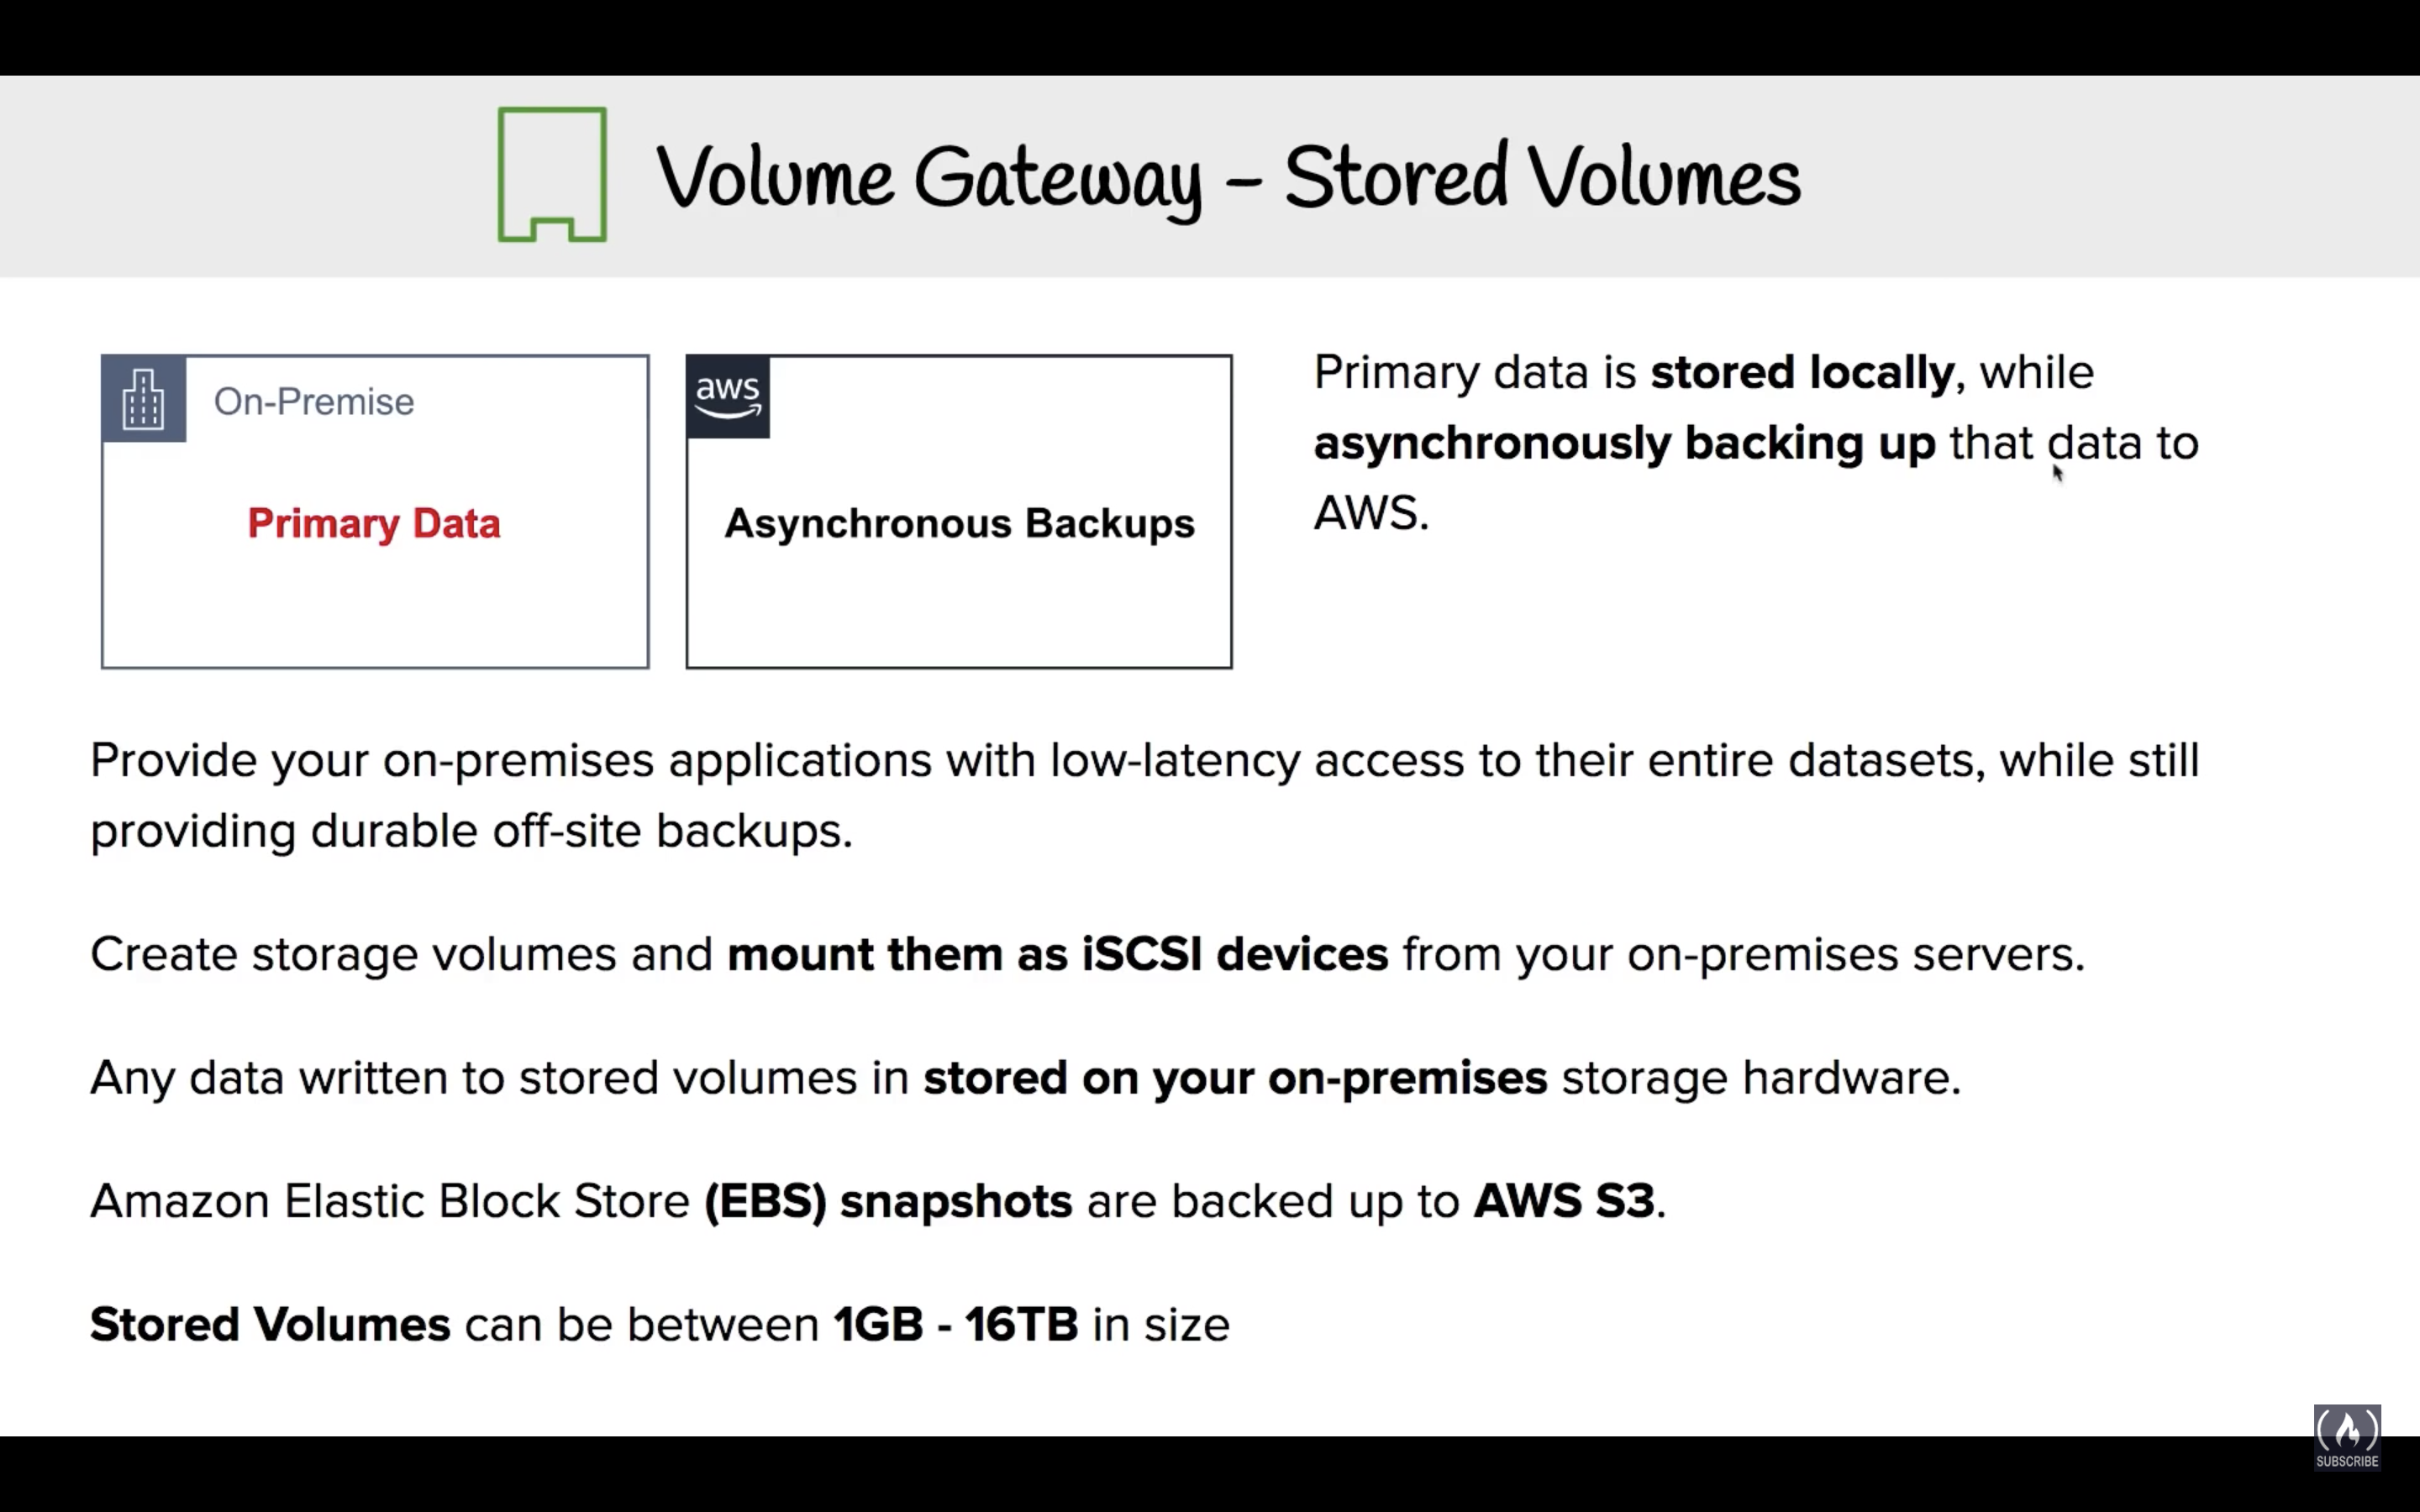 Volume Gateway – Stored Volumes
On-Premise
Primary Data
aws
Asynchronous Backups
Primary data is stored locally, while
asynchronously backing up that data to
AWS.
Provide your on-premises applications with low-latency access to their entire datasets, while still
providing durable off-site backups.
Create storage volumes and mount them as iSCSI devices from your on-premises servers.
Any data written to stored volumes in stored on your on-premises storage hardware.
Amazon Elastic Block Store (EBS) snapshots are backed up to AWS S3.
Stored Volumes can be between 1GB - 16TB in size
SUBSCRIBE